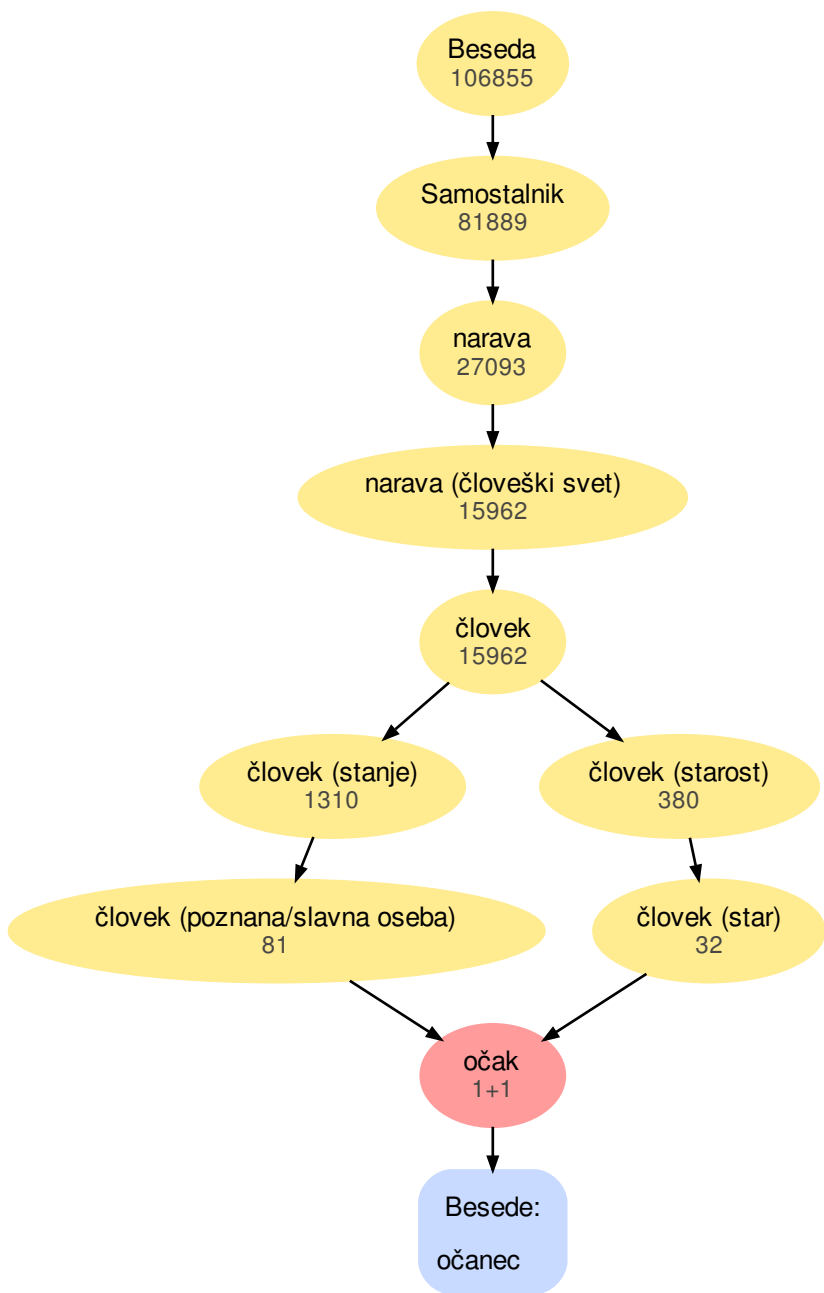 Beseda
106855
Samostalnik
81889
narava
27093
narava (človeški svet)
15962
človek
15962
človek (stanje)
1310
človek (starost)
380
človek (poznana/slavna oseba)
81
človek (star)
32
očak
1+1
Besede:
očanec